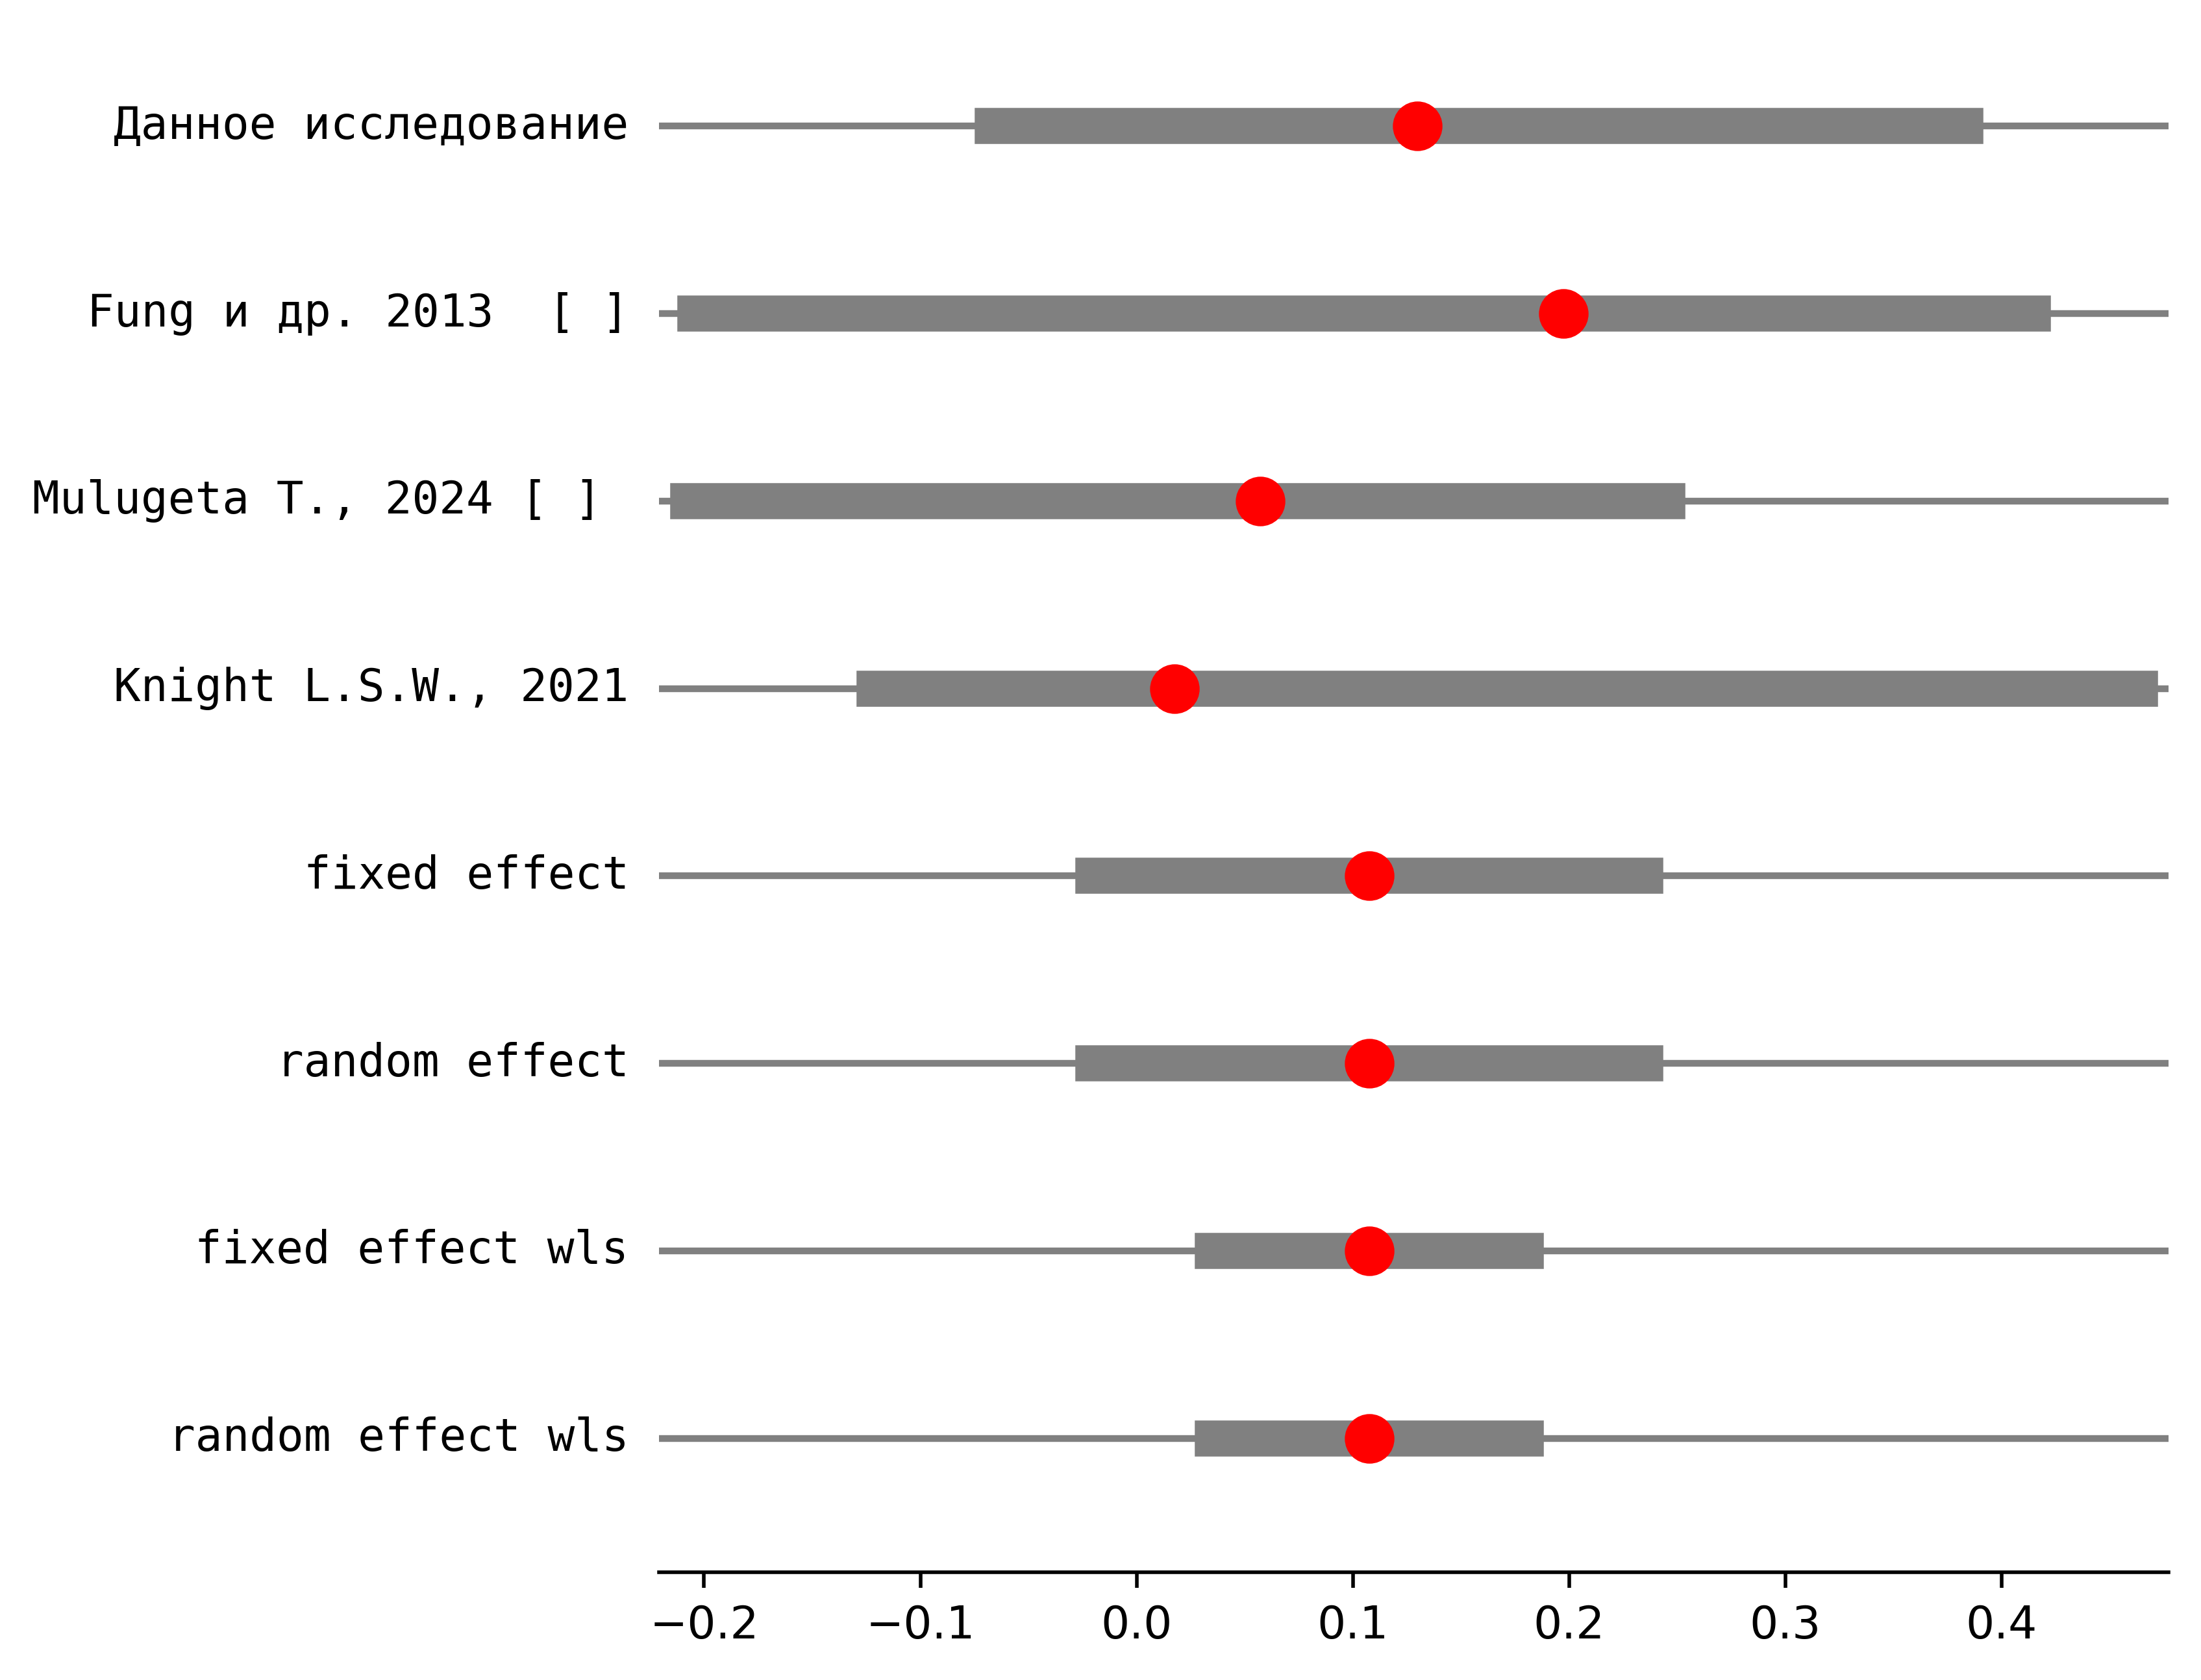 Данное исследование
Fung и др. 2013  [ ]
Mulugeta T., 2024 [ ]
Knight L.S.W., 2021
fixed effect
random effect
fixed effect wls
random effect wls
−0.2 −0.1 0.0 0.1 0.2 0.3 0.4